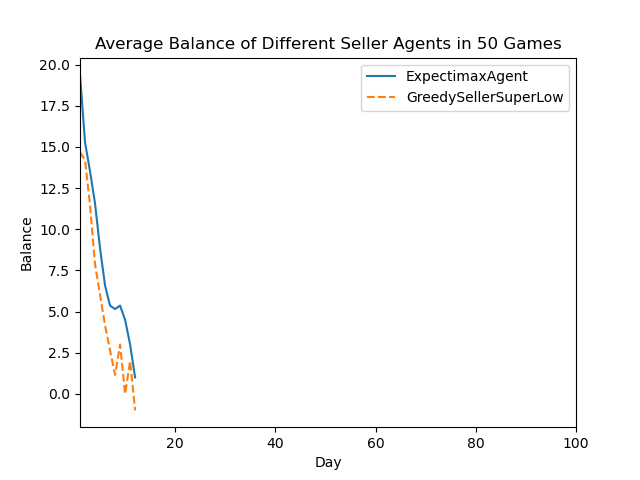 Average Balance of Different Seller Agents in 50 Games
ExpectimaxAgent
GreedySellerSuperLow
20.0
17.5
15.0
12.5
10.0
7.5
5.0
2.5
0.0
Balance
20
40
60
80
100
Day